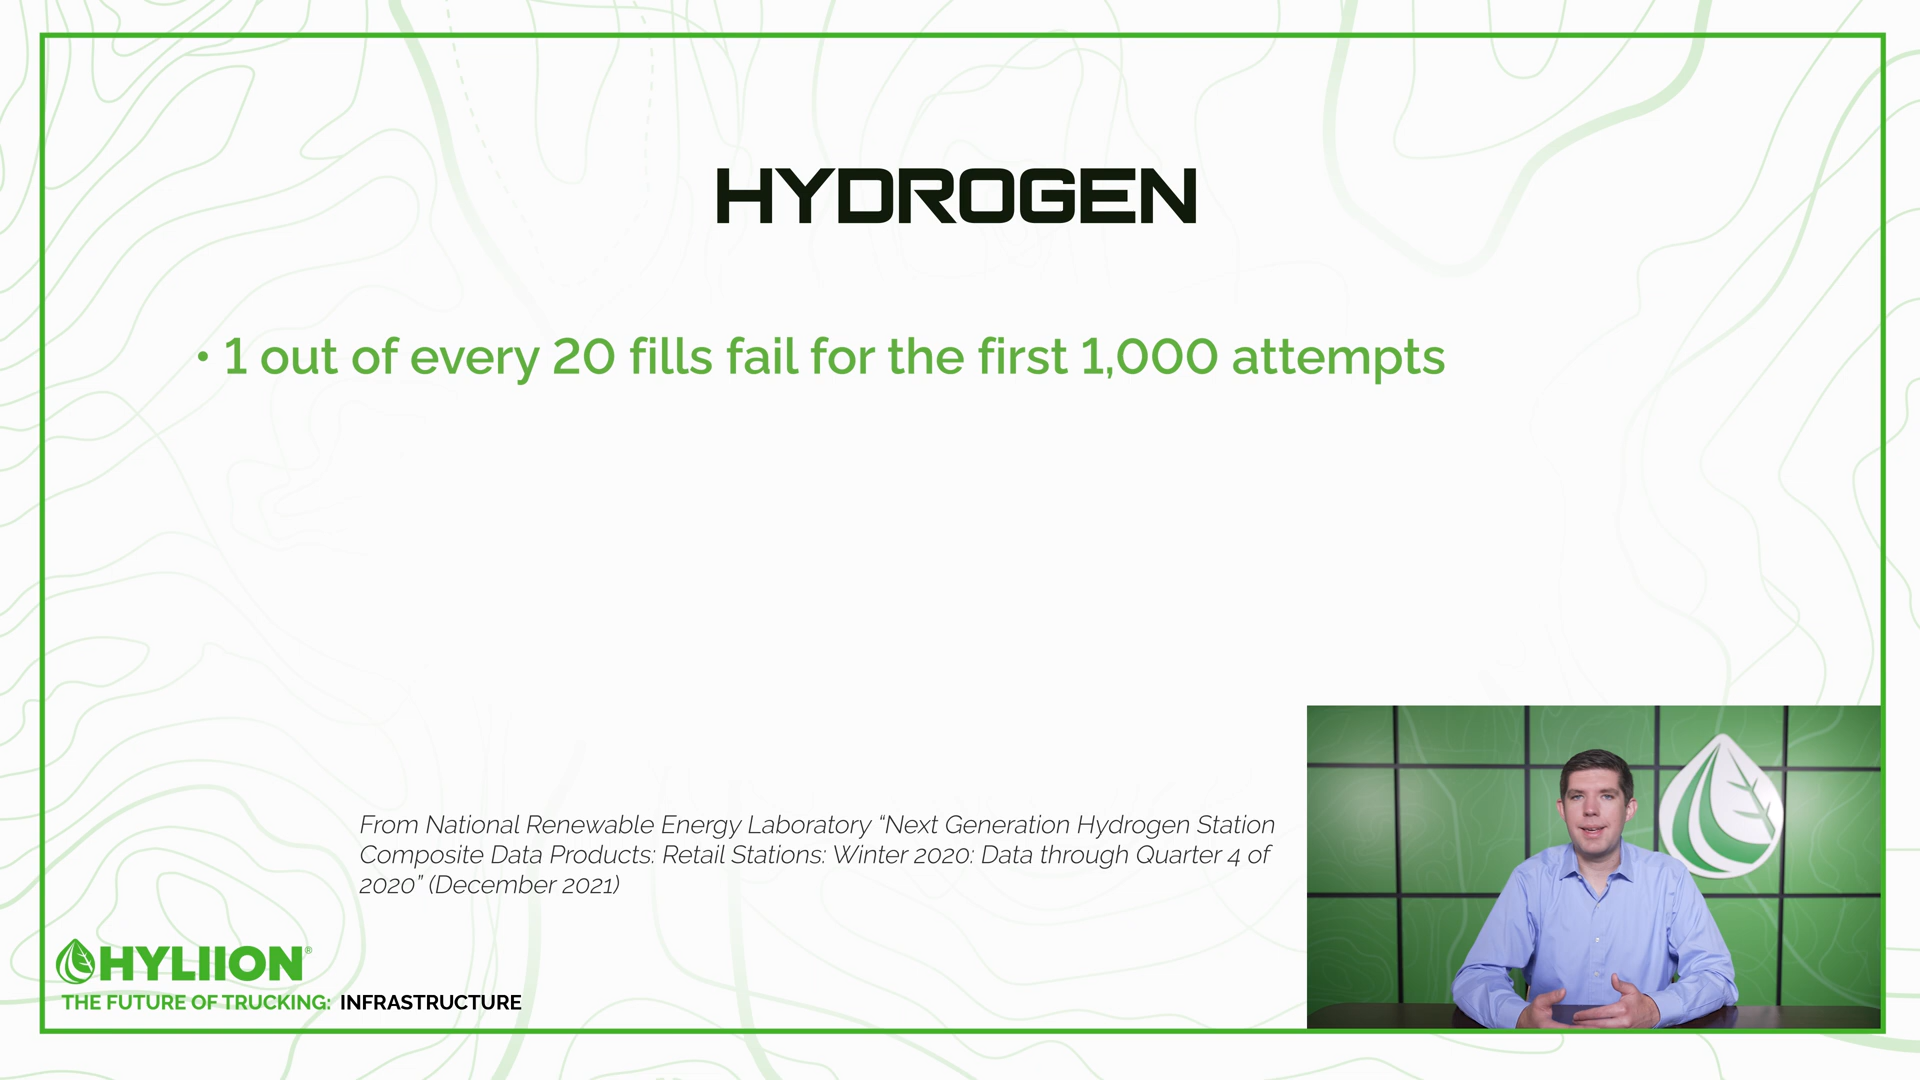 HYDROGEN
• 1 out of every 20 fills fail for the first 1,000 attempts
From National Renewable Energy Laboratory “Next Generation Hydrogen Station
Composite Data Products: Retail Stations: Winter 2020: Data through Quarter 4 of
2020” (December 2021)
HYLIION®
THE FUTURE OF TRUCKING: INFRASTRUCTURE